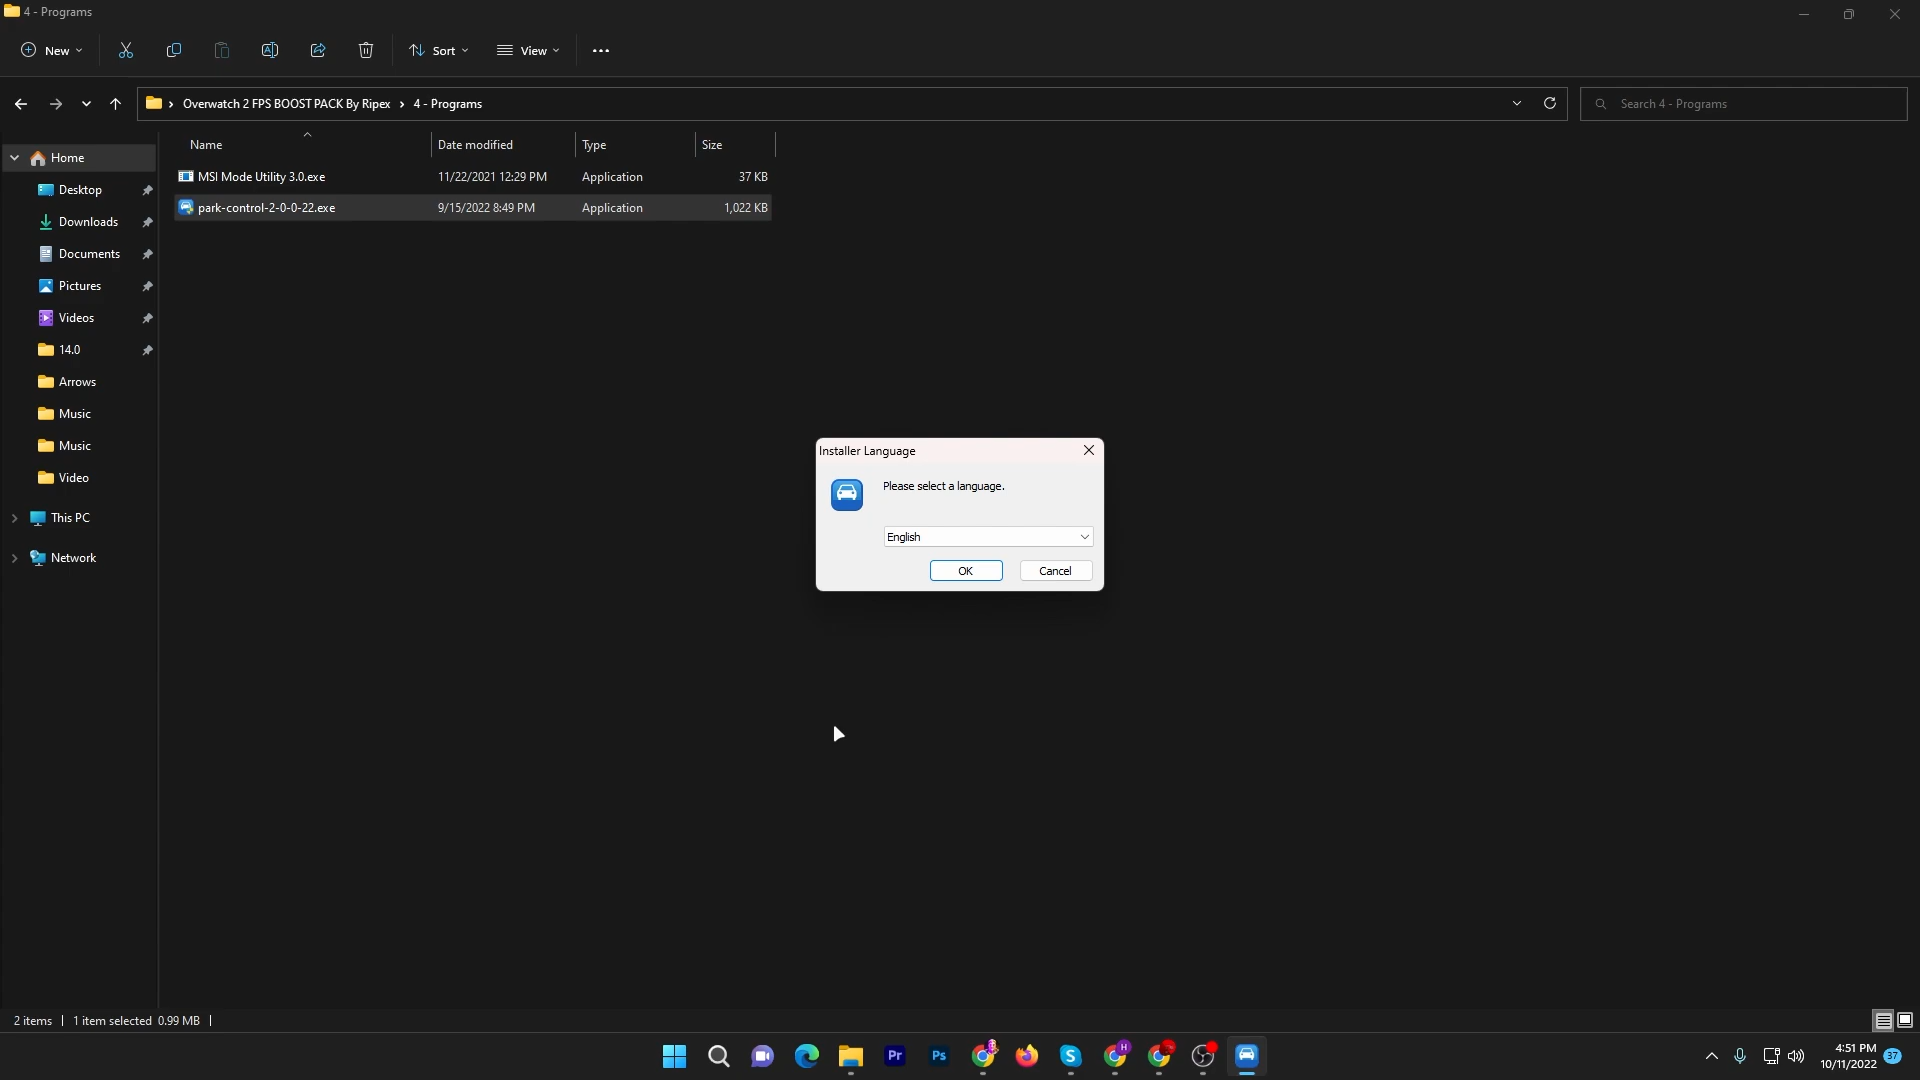 4 - Programs
New
Sort
View
Overwatch 2 FPS BOOST PACK By Ripex
4 - Programs
Search 4 - Programs
Name
Date modified
Type
Size
MSI Mode Utility 3.0.exe
11/22/2021 12:29 PM
Application
37 KB
park-control-2-0-0-22.exe
9/15/2022 8:49 PM
Application
1,022 KB
Home
Desktop
Downloads
Documents
Pictures
Videos
14.0
Arrows
Music
Music
Video
This PC
Network
Installer Language
Please select a language.
English
OK
Cancel
2 items
1 item selected 0.99 MB
Pr
Ps
S
H
4:51 PM
10/11/2022
37